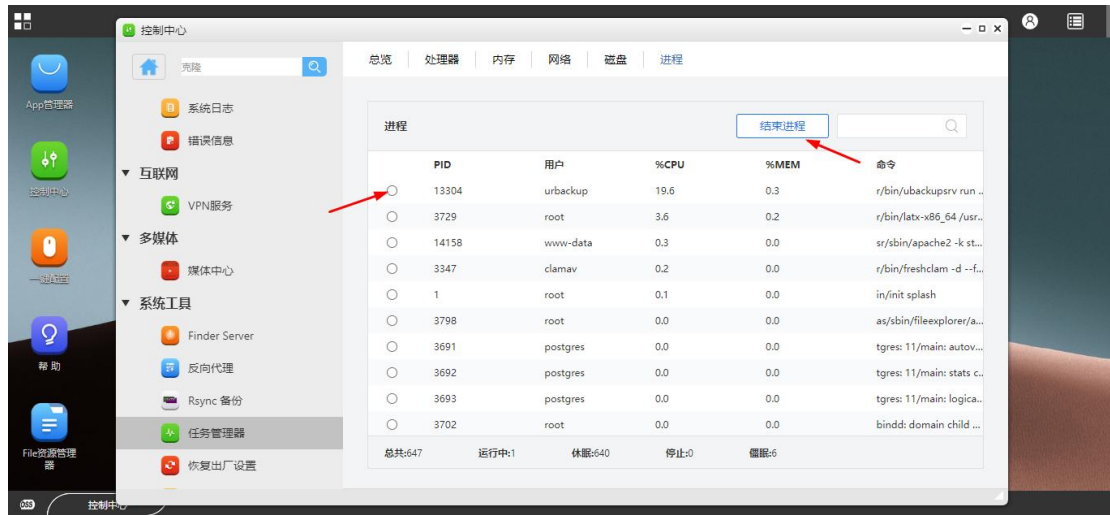 控制中心
克隆
总览 处理器 内存 网络 磁盘 进程
App管理器
控制中心
一键配置
帮助
File资源管理
器
系统日志
错误信息
互联网
VPN服务
多媒体
媒体中心
系统工具
Finder Server
反向代理
Rsync 备份
任务管理器
恢复出厂设置
进程 结束进程
PID 用户 %CPU %MEM 命令
13304 urbackup 19.6 0.3 r/bin/ubackupsrv run ..
3729 root 3.6 0.2 r/bin/latx-x86_64 /usr..
14158 www-data 0.3 0.0 sr/sbin/apache2 -k st...
3347 clamav 0.2 0.0 r/bin/freshclam -d --f...
1 root 0.1 0.0 in/init splash
3798 root 0.0 0.0 as/sbin/fileexplorer/a...
3691 postgres 0.0 0.0 tgres: 11/main: autov...
3692 postgres 0.0 0.0 tgres: 11/main: stats c..
3693 postgres 0.0 0.0 tgres: 11/main: logica..
3702 root 0.0 0.0 bindd: domain child ...
总共:647 运行中:1 休眠:640 停止:0 僵眠:6
控制中心